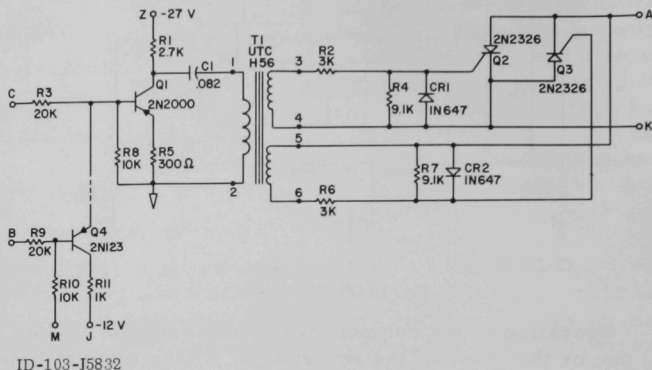 Z -27 V
R1
2.7K
C1
.082
T1
UTC
H56
1
2
3
4
5
6
R2
3K
2N2326
Q2
Q3
2N2326
A
K
C
R3
20K
Q1
2N2000
R8
10K
R5
300Ω
R4
9.1K
CR1
1N647
R7
9.1K
CR2
1N647
R6
3K
B
R9
20K
Q4
2N123
R10
10K
R11
1K
M
J
-12 V
ID-103-J5832